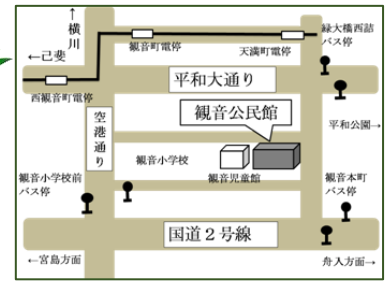 ↑
横
川
緑大橋西詰
バス停
観音町電停
天満町電停
←己斐
平和大通り
西観音町電停
観音公民館
平和公園→
空
港
通
り
観音小学校
観音児童館
観音小学校前
バス停
観音本町
バス停
国道2号線
←宮島方面
舟入方面→